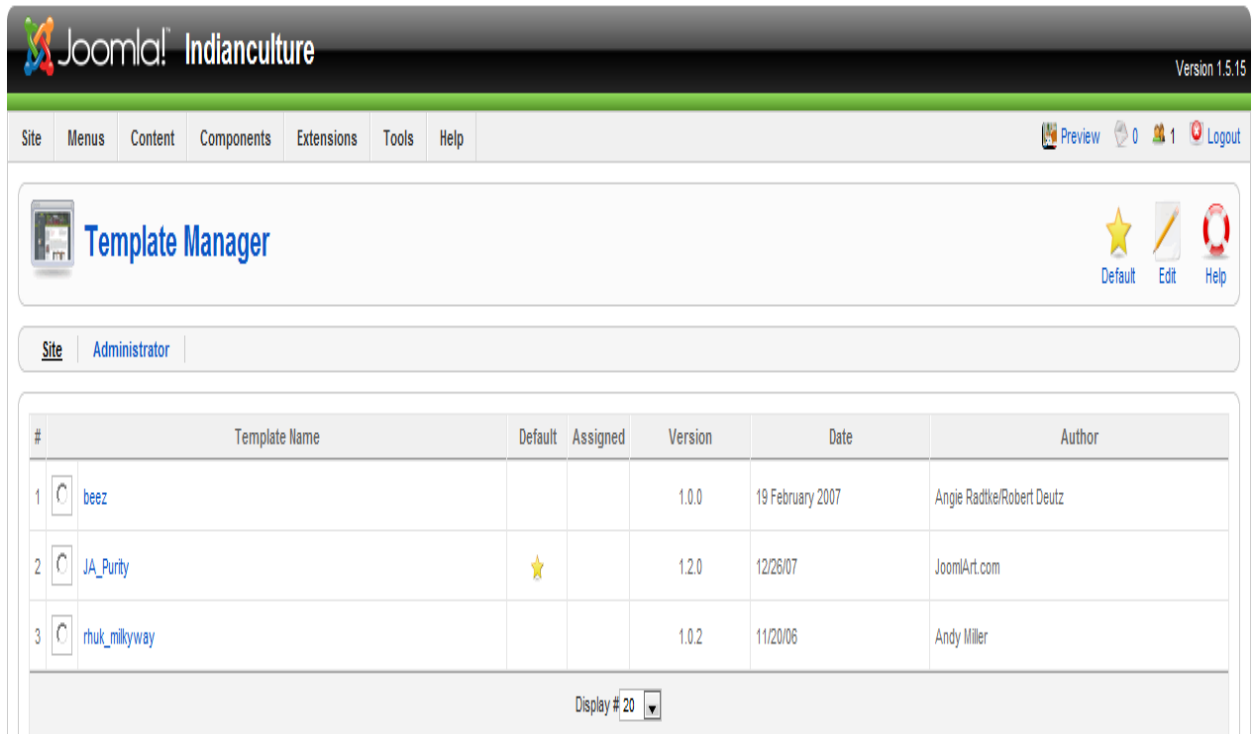 Joomla!™ Indianculture
Version 1.5.15
Site Menus Content Components Extensions Tools Help Preview 0 1 Logout
Template Manager
Default Edit Help
Site Administrator
# Template Name Default Assigned Version Date Author
1 beez 1.0.0 19 February 2007 Angie Radtke/Robert Deutz
2 JA_Purity 1.2.0 12/26/07 JoomlArt.com
3 rhuk_milkyway 1.0.2 11/20/06 Andy Miller
Display # 20